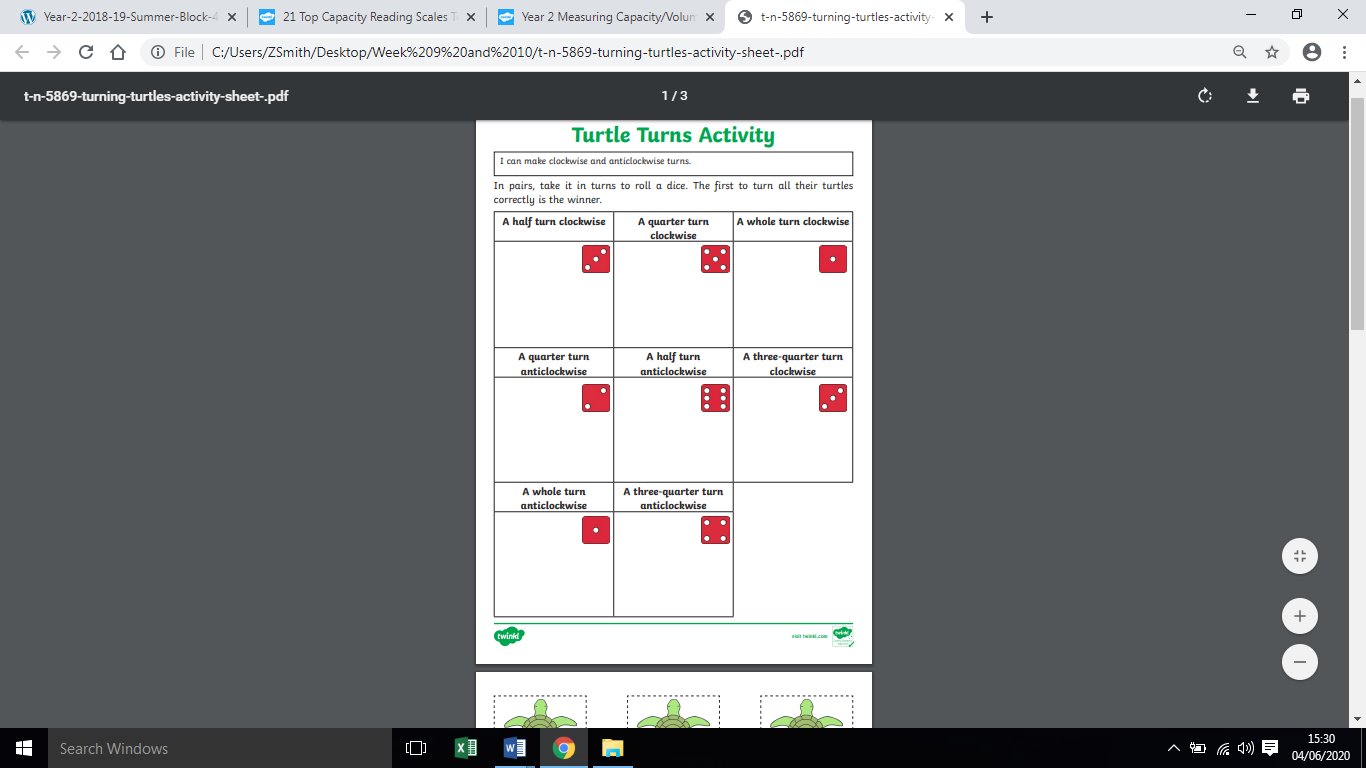 Year-2-2018-19-Summer-Block-4
21 Top Capacity Reading Scales T
Year 2 Measuring Capacity/Volum
t-n-5869-turning-turtles-activity-
File
C:/Users/ZSmith/Desktop/Week%209%20and%2010/t-n-5869-turning-turtles-activity-sheet-.pdf
t-n-5869-turning-turtles-activity-sheet-.pdf
1 / 3
Turtle Turns Activity
I can make clockwise and anticlockwise turns.
In pairs, take it in turns to roll a dice. The first to turn all their turtles
correctly is the winner.
A half turn clockwise
A quarter turn
clockwise
A whole turn clockwise
A quarter turn
anticlockwise
A half turn
anticlockwise
A three-quarter turn
clockwise
A whole turn
anticlockwise
A three-quarter turn
anticlockwise
twinkl
visit twinkl.com
twinkl
Search Windows
15:30
04/06/2020